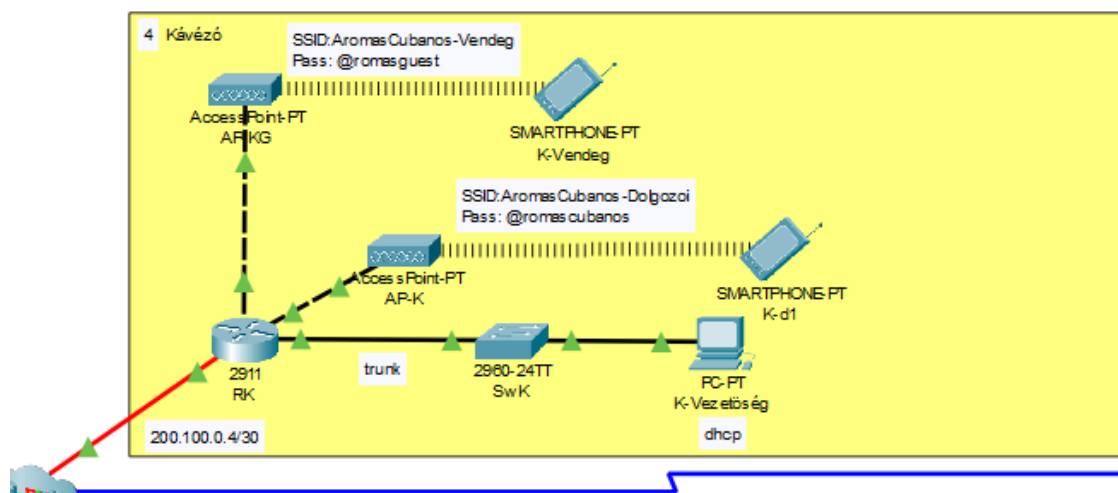 4 Kávézó
SSID:AromasCubanos-Vendeg
Pass: @romasguest
AccessPoint-PT
AP-KG
SMARTPHONE-PT
K-Vendeg
SSID:AromasCubanos-Dolgozoi
Pass: @romascubanos
AccessPoint-PT
AP-K
SMARTPHONE-PT
K-d1
2911
RK
trunk
2960-24TT
SwK
PC-PT
K-Vezetöség
200.100.0.4/30
dhcp